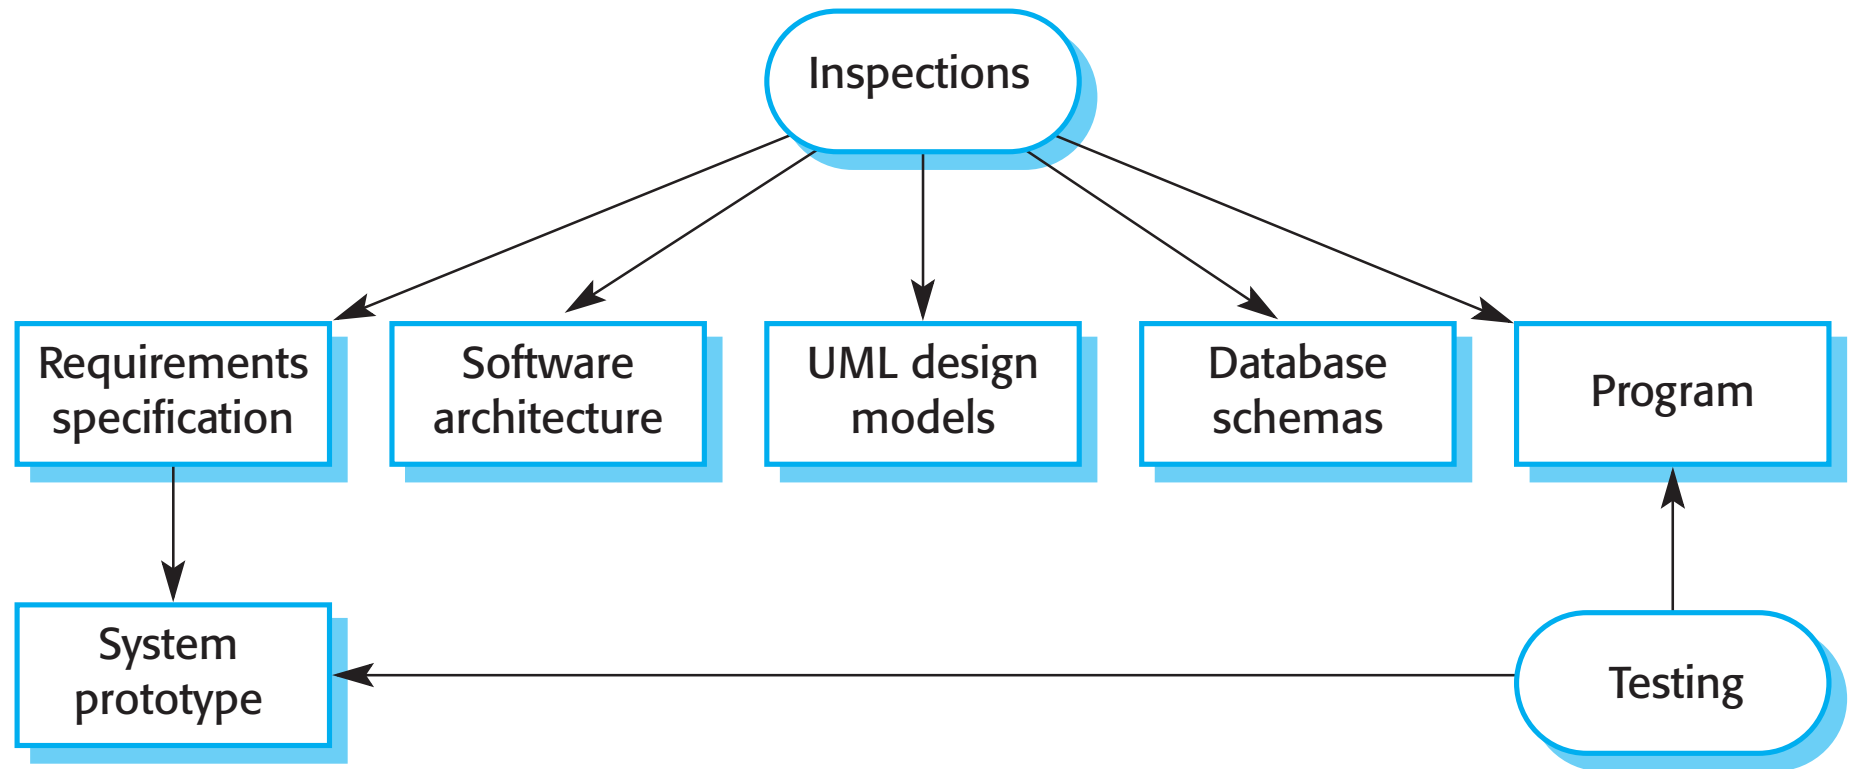 Inspections
Requirements
specification
Software
architecture
UML design
models
Database
schemas
Program
System
prototype
Testing